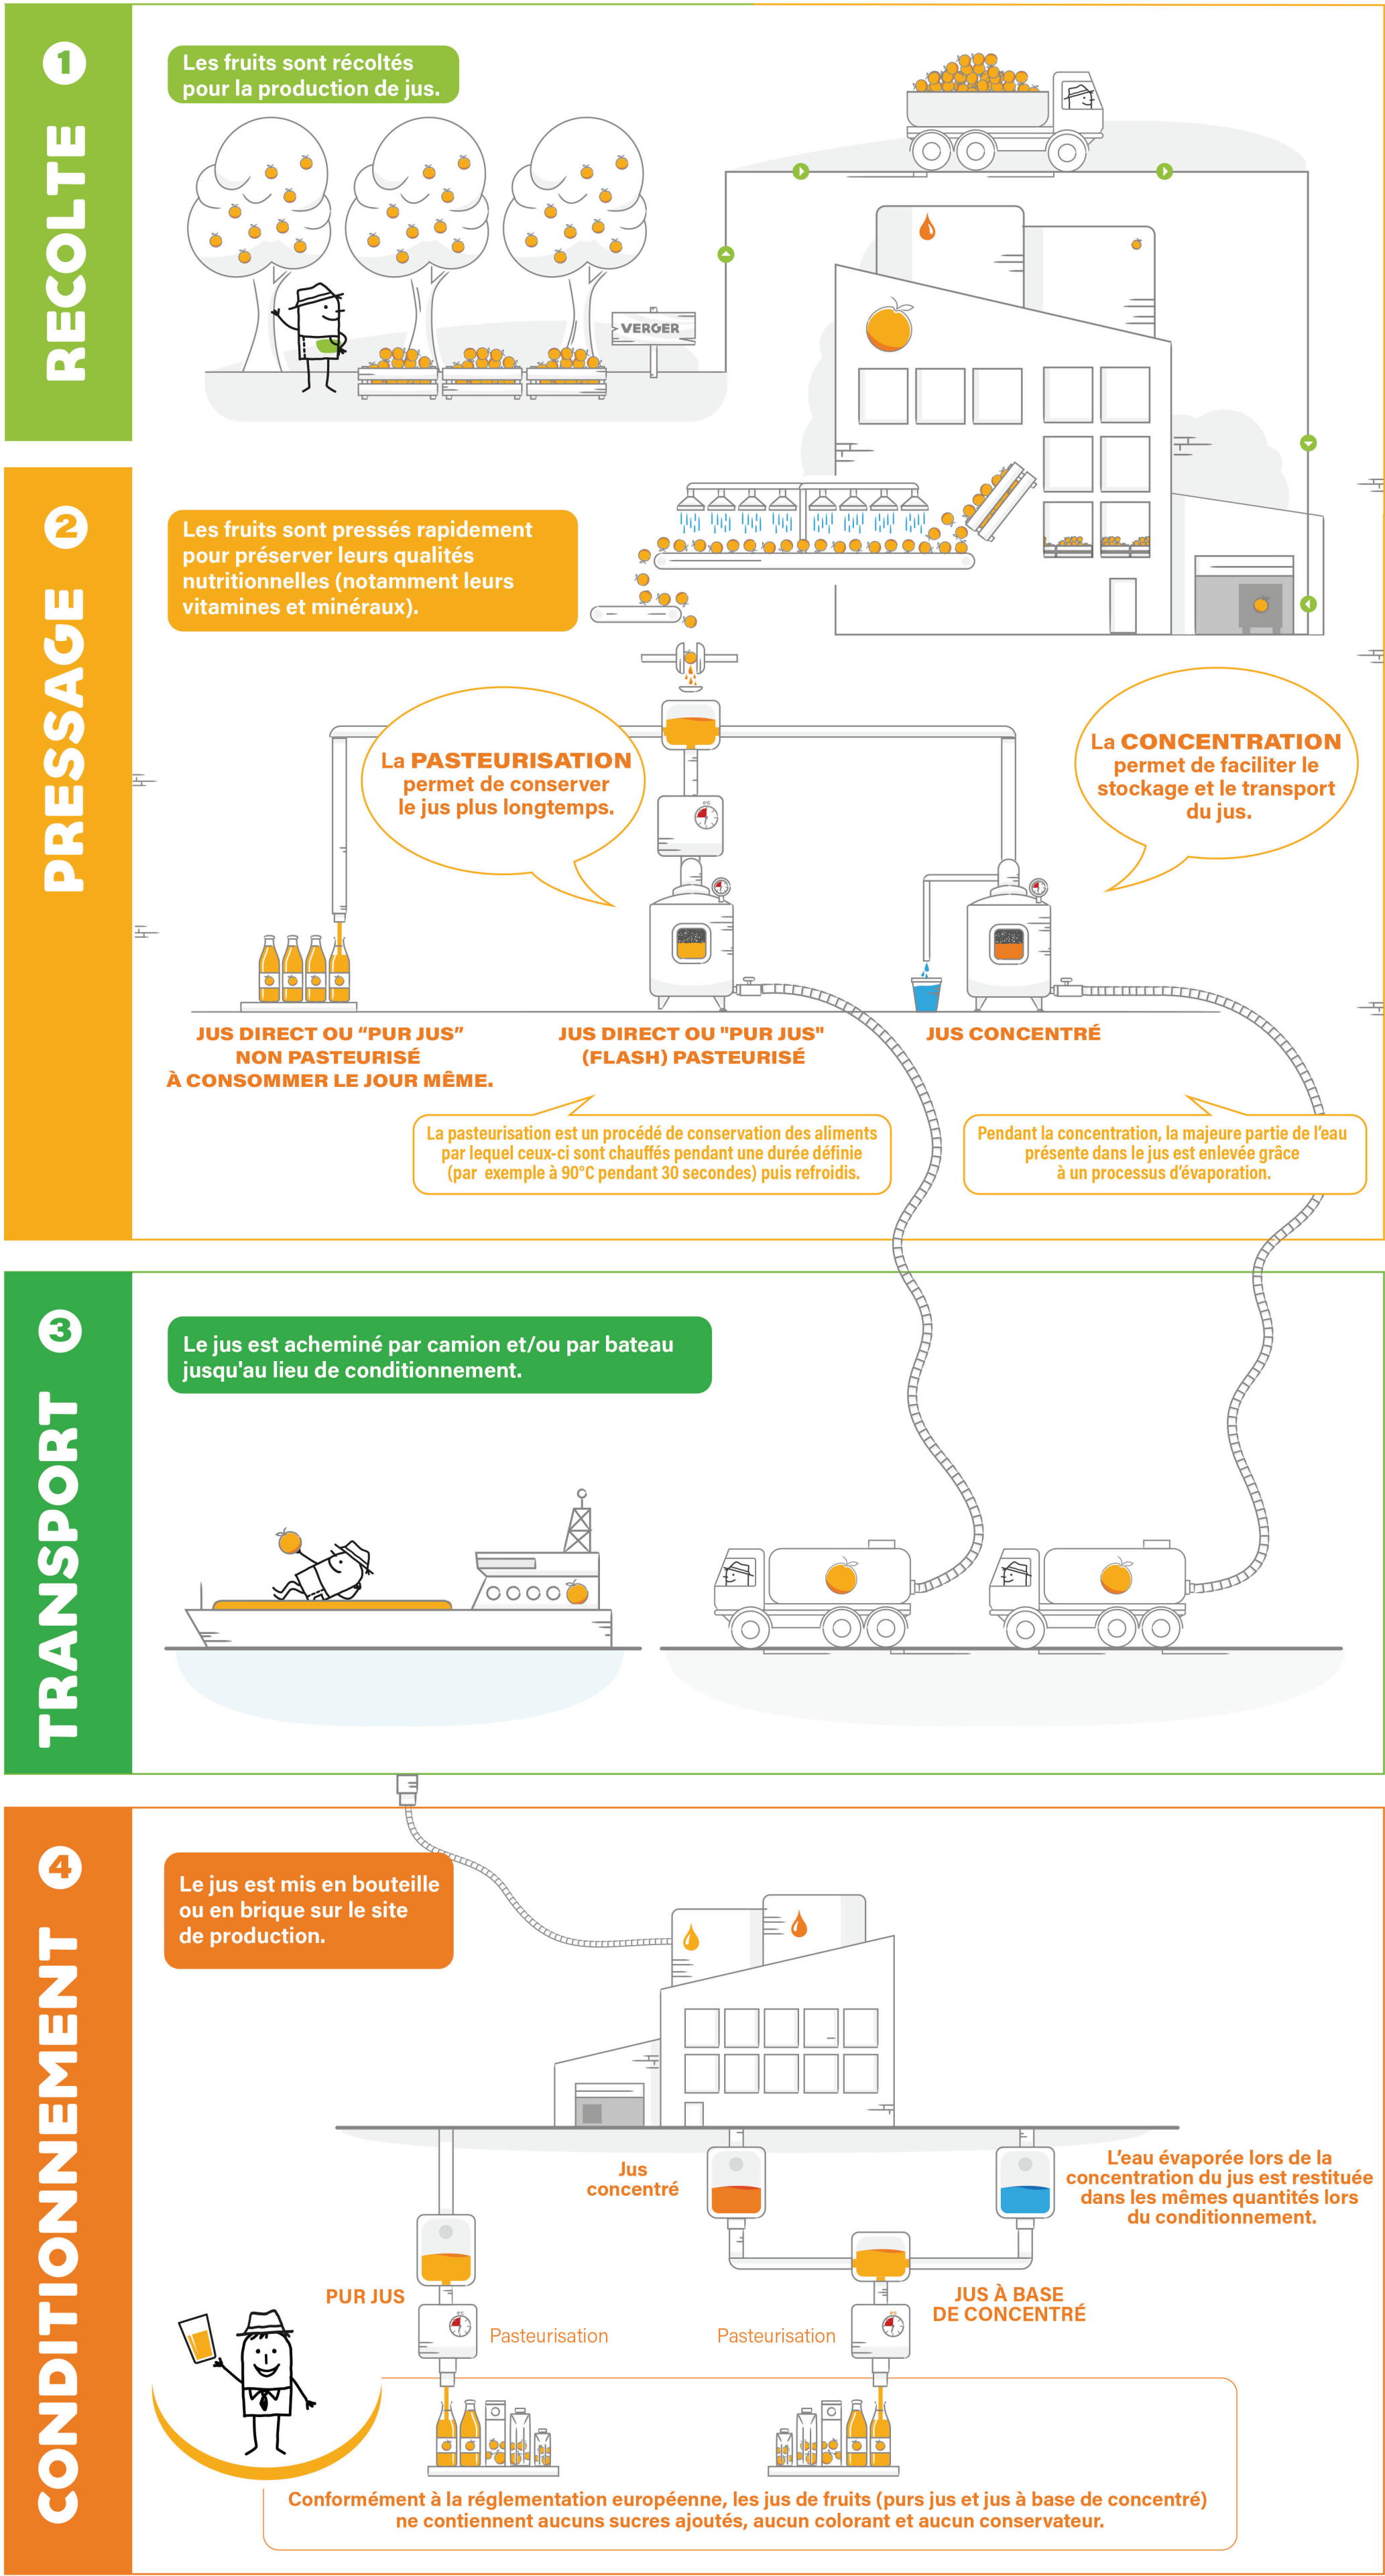 1
RECOLTE
Les fruits sont récoltés
pour la production de jus.
VERGER
2
PRESSAGE
Les fruits sont pressés rapidement
pour préserver leurs qualités
nutritionnelles (notamment leurs
vitamines et minéraux).
La PASTEURISATION
permet de conserver
le jus plus longtemps.
La CONCENTRATION
permet de faciliter le
stockage et le transport
du jus.
0°C
JUS DIRECT OU “PUR JUS”
NON PASTEURISÉ
À CONSOMMER LE JOUR MÊME.
JUS DIRECT OU "PUR JUS"
(FLASH) PASTEURISÉ
JUS CONCENTRÉ
La pasteurisation est un procédé de conservation des aliments
par lequel ceux-ci sont chauffés pendant une durée définie
(par exemple à 90°C pendant 30 secondes) puis refroidis.
Pendant la concentration, la majeure partie de l’eau
présente dans le jus est enlevée grâce
à un processus d’évaporation.
3
TRANSPORT
Le jus est acheminé par camion et/ou par bateau
jusqu'au lieu de conditionnement.
4
CONDITIONNEMENT
Le jus est mis en bouteille
ou en brique sur le site
de production.
Jus
concentré
L’eau évaporée lors de la
concentration du jus est restituée
dans les mêmes quantités lors
du conditionnement.
PUR JUS
JUS À BASE
DE CONCENTRÉ
Pasteurisation
Pasteurisation
Conformément à la réglementation européenne, les jus de fruits (purs jus et jus à base de concentré)
ne contiennent aucuns sucres ajoutés, aucun colorant et aucun conservateur.